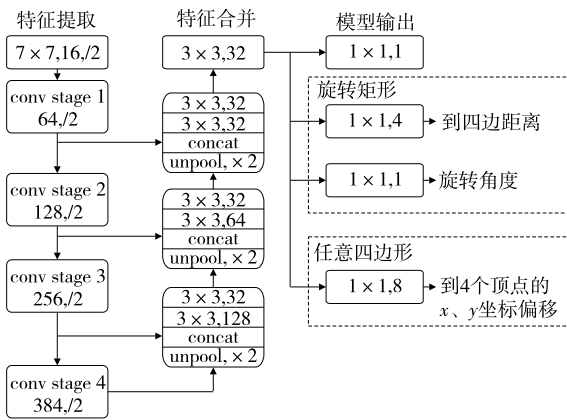 特征提取
7 × 7,16,/2
conv stage 1
64,/2
conv stage 2
128,/2
conv stage 3
256,/2
conv stage 4
384,/2
特征合并
3 × 3,32
3 × 3,32
3 × 3,32
concat
unpool, × 2
3 × 3,32
3 × 3,64
concat
unpool, × 2
3 × 3,32
3 × 3,128
concat
unpool, × 2
模型输出
1 × 1,1
旋转矩形
1 × 1,4
到四边距离
1 × 1,1
旋转角度
任意四边形
1 × 1,8
到4个顶点的
x、y坐标偏移